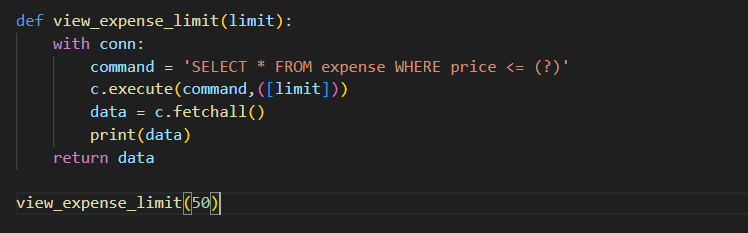 def view_expense_limit(limit):
    with conn:
        command = 'SELECT * FROM expense WHERE price <= (?)'
        c.execute(command,([limit]))
        data = c.fetchall()
        print(data)
    return data
view_expense_limit(50)